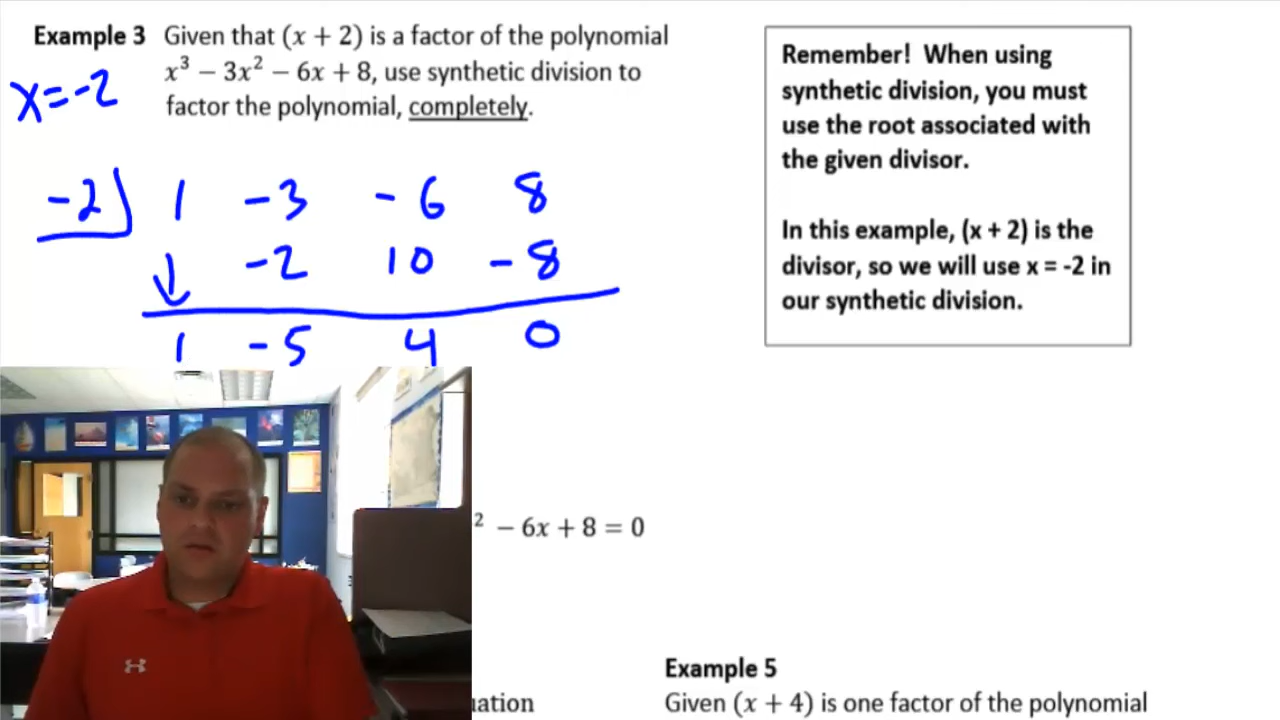 Example 3 Given that (x + 2) is a factor of the polynomial
x³ − 3x² − 6x + 8, use synthetic division to
factor the polynomial, completely.
x=-2
-2 1 -3 -6 8
-2 10 -8
1 -5 4 0
Remember! When using
synthetic division, you must
use the root associated with
the given divisor.
In this example, (x + 2) is the
divisor, so we will use x = -2 in
our synthetic division.
² − 6x + 8 = 0
uation
Example 5
Given (x + 4) is one factor of the polynomial